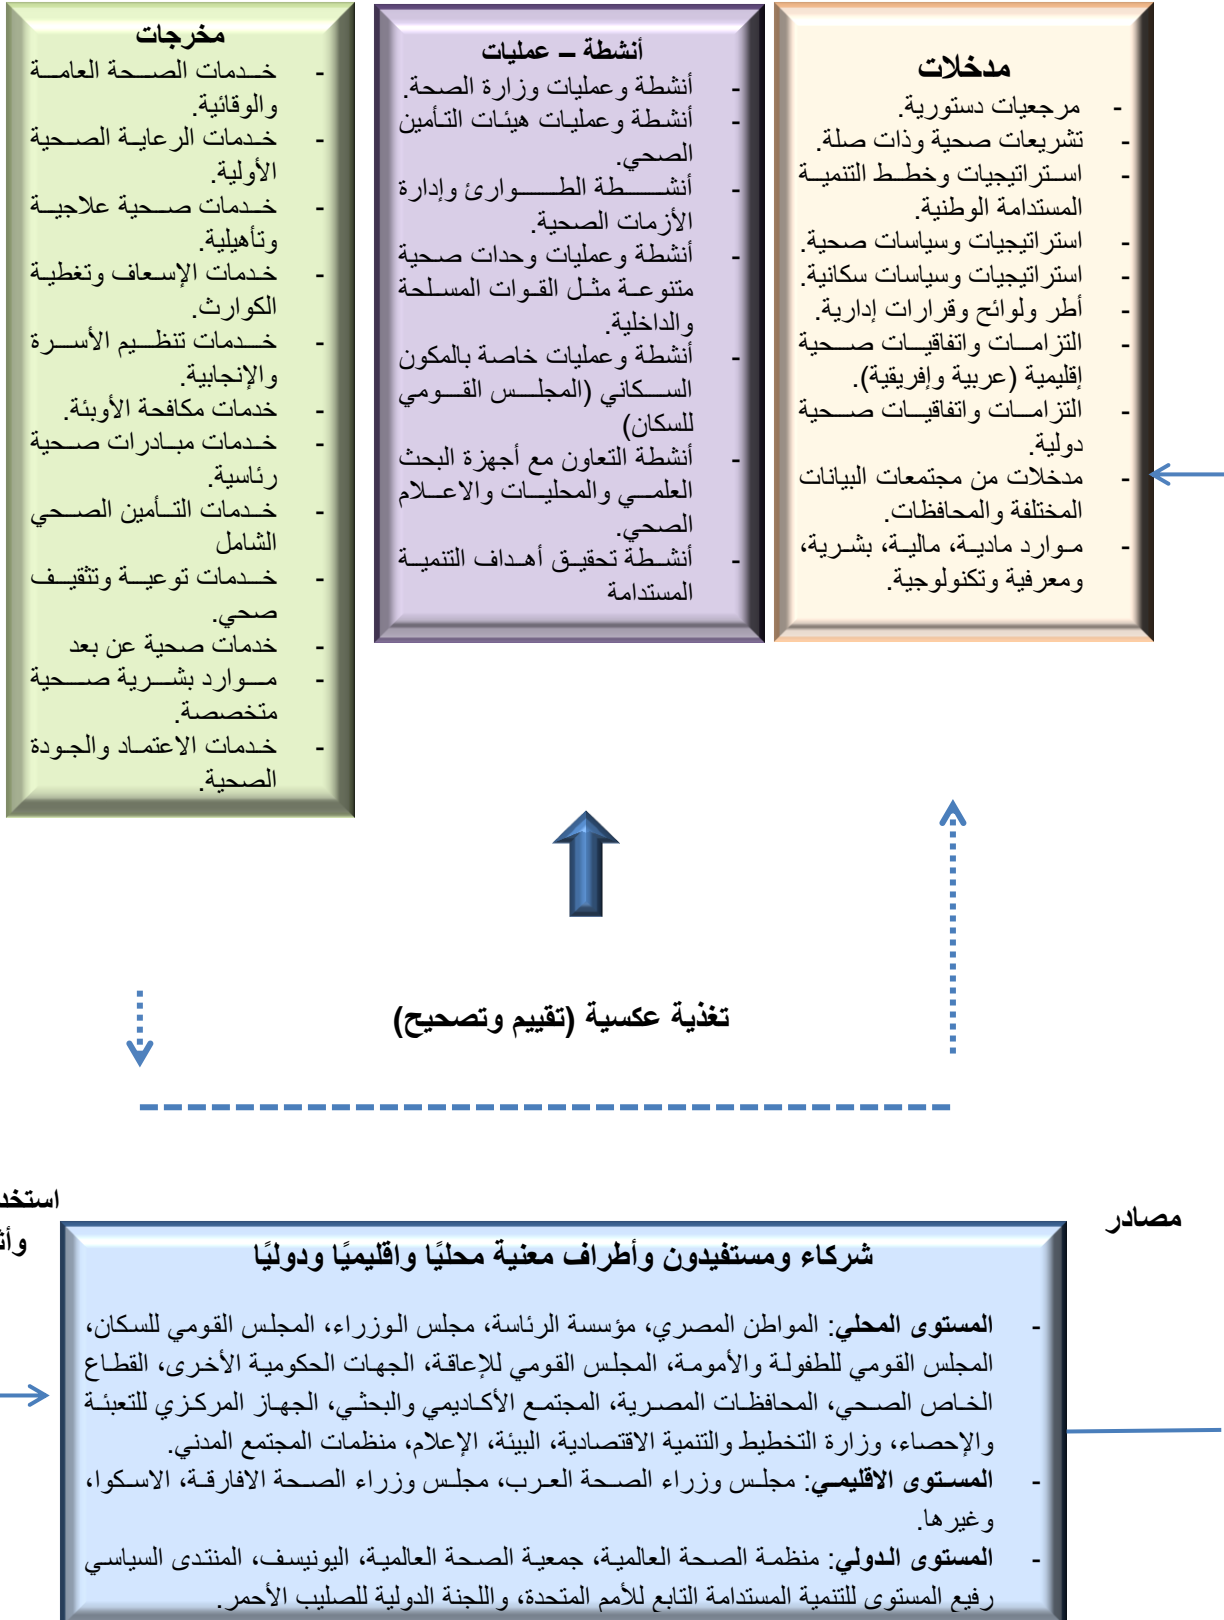 مدخلات
- مرجعيات دستورية.
- تشريعات صحية وذات صلة.
- استراتيجيات وخطط التنمية
المستدامة الوطنية.
- استراتيجيات وسياسات صحية.
- استراتيجيات وسياسات سكانية.
- أطر ولوائح وقرارات إدارية.
- التزامات واتفاقيات صحية
إقليمية (عربية وإفريقية).
- التزامات واتفاقيات صحية
دولية.
- مدخلات من مجتمعات البيانات
المختلفة والمحافظات.
- موارد مادية، مالية، بشرية،
ومعرفية وتكنولوجية.
أنشطة – عمليات
- أنشطة وعمليات وزارة الصحة.
- أنشطة وعمليات هيئات التأمين
الصحي.
- أنشطة الطوارئ وإدارة
الأزمات الصحية.
- أنشطة وعمليات وحدات صحية
متنوعة مثل القوات المسلحة
والداخلية.
- أنشطة وعمليات خاصة بالمكون
السكاني (المجلس القومي
للسكان)
- أنشطة التعاون مع أجهزة البحث
العلمي والمحليات والاعلام
الصحي.
- أنشطة تحقيق أهداف التنمية
المستدامة
مخرجات
- خدمات الصحة العامة
والوقائية.
- خدمات الرعاية الصحية
الأولية.
- خدمات صحية علاجية
وتأهيلية.
- خدمات الإسعاف وتغطية
الكوارث.
- خدمات تنظيم الأسرة
والإنجابية.
- خدمات مكافحة الأوبئة.
- خدمات مبادرات صحية
رئاسية.
- خدمات التأمين الصحي
الشامل
- خدمات توعية وتثقيف
صحي.
- خدمات صحية عن بعد
- موارد بشرية صحية
متخصصة.
- خدمات الاعتماد والجودة
الصحية.
تغذية عكسية (تقييم وتصحيح)
مصادر
شركاء ومستفيدون وأطراف معنية محليًا واقليميًا ودوليًا
- المستوى المحلي: المواطن المصري، مؤسسة الرئاسة، مجلس الوزراء، المجلس القومي للسكان،
المجلس القومي للطفولة والأمومة، المجلس القومي للإعاقة، الجهات الحكومية الأخرى، القطاع
الخاص الصحي، المحافظات المصرية، المجتمع الأكاديمي والبحثي، الجهاز المركزي للتعبئة
والإحصاء، وزارة التخطيط والتنمية الاقتصادية، البيئة، الإعلام، منظمات المجتمع المدني.
- المستوى الاقليمي: مجلس وزراء الصحة العرب، مجلس وزراء الصحة الافارقة، الاسكوا،
وغيرها.
- المستوى الدولي: منظمة الصحة العالمية، جمعية الصحة العالمية، اليونيسف، المنتدى السياسي
رفيع المستوى للتنمية المستدامة التابع للأمم المتحدة، واللجنة الدولية للصليب الأحمر.